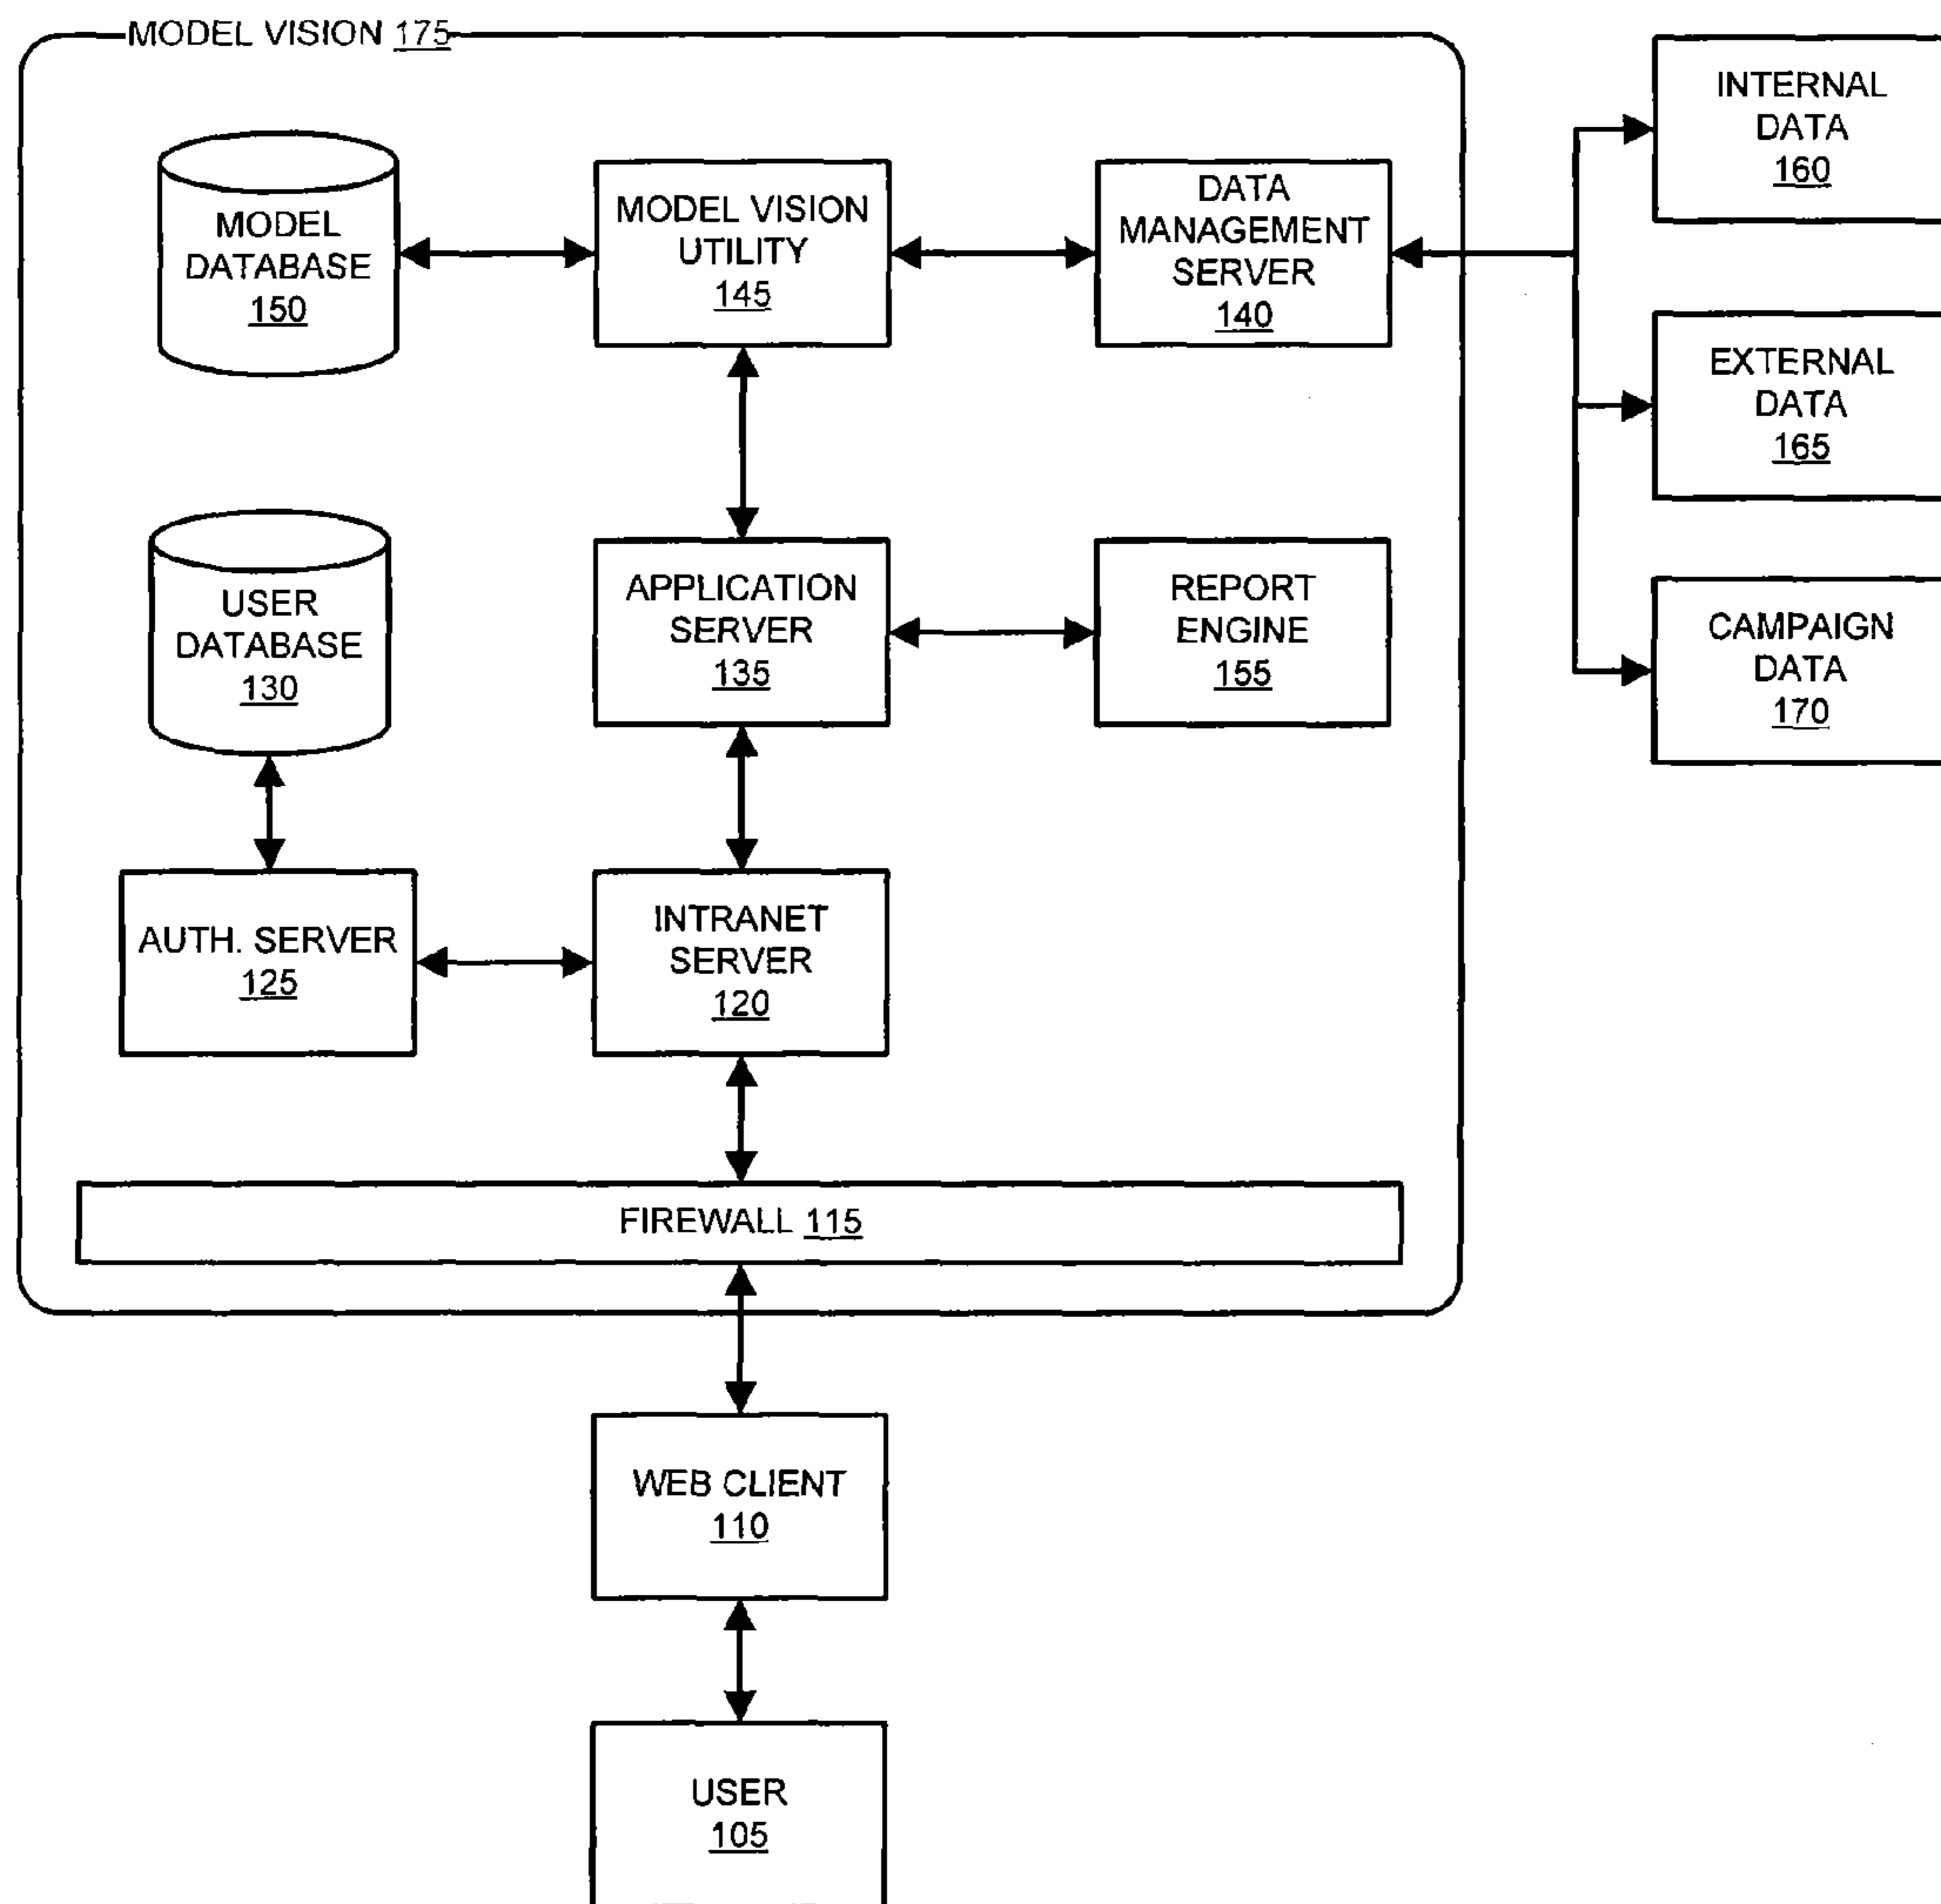 MODEL VISION 175
INTERNAL
DATA
160
MODEL
DATABASE
150
MODEL VISION
UTILITY
145
DATA
MANAGEMENT
SERVER
140
EXTERNAL
DATA
165
USER
DATABASE
130
APPLICATION
SERVER
135
REPORT
ENGINE
155
CAMPAIGN
DATA
170
AUTH. SERVER
125
INTRANET
SERVER
120
FIREWALL 115
WEB CLIENT
110
USER
105